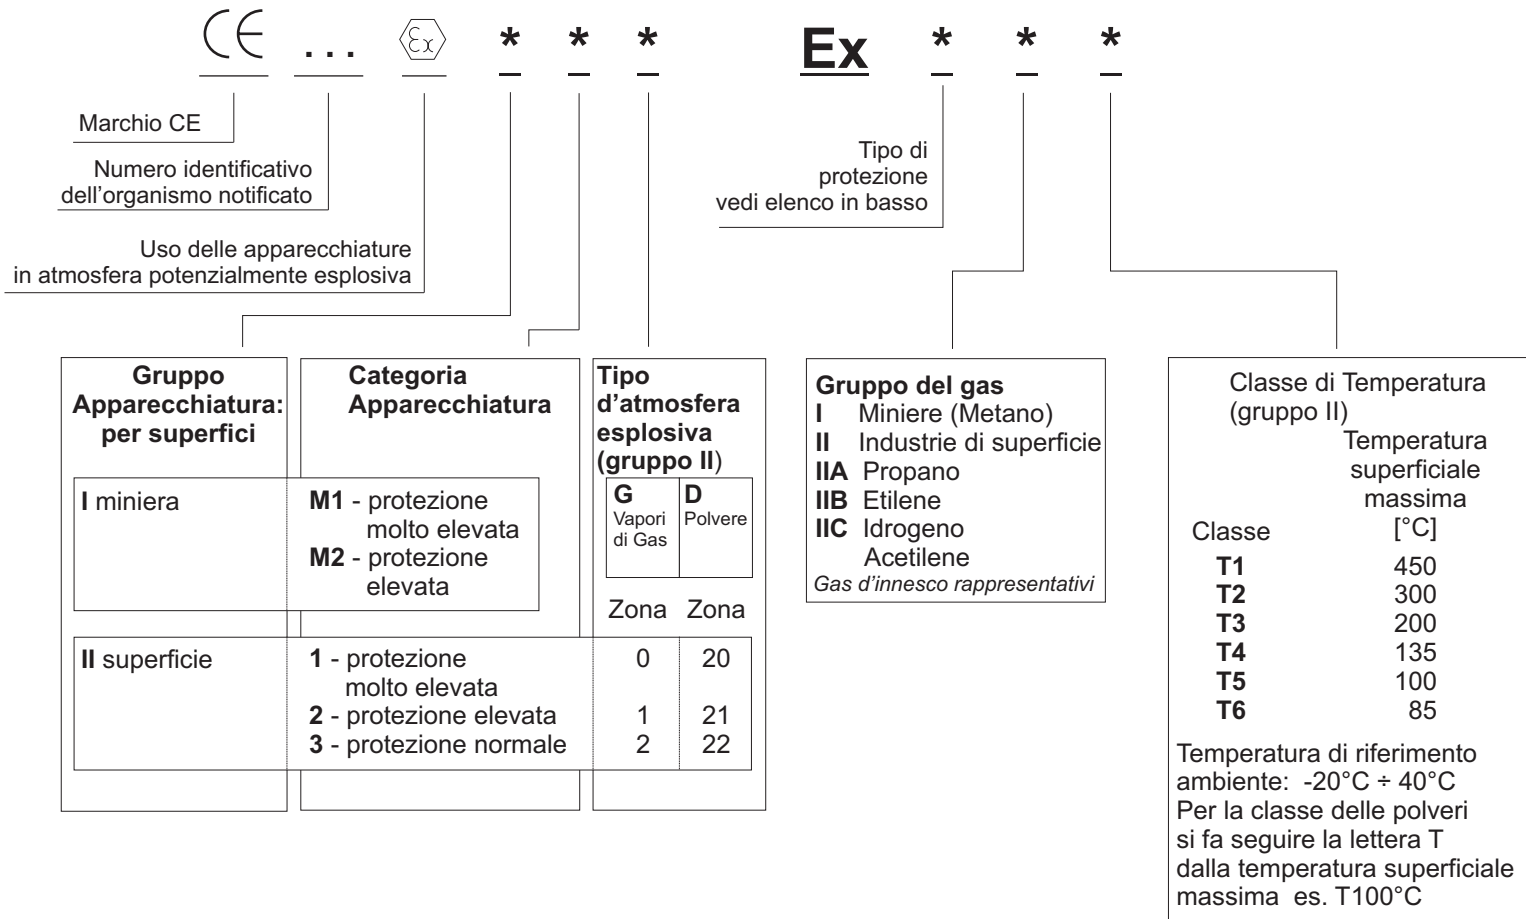 CE ... Ex * * * Ex * * *
Marchio CE
Numero identificativo
dell'organismo notificato
Uso delle apparecchiature
in atmosfera potenzialmente esplosiva
Tipo di
protezione
vedi elenco in basso
Gruppo
Apparecchiatura:
per superfici
Categoria
Apparecchiatura
Tipo
d'atmosfera
esplosiva
(gruppo II)
G
Vapori
di Gas
D
Polvere
I miniera
M1 - protezione
molto elevata
M2 - protezione
elevata
Zona Zona
II superficie
1 - protezione 0 20
molto elevata
2 - protezione elevata 1 21
3 - protezione normale 2 22
Gruppo del gas
I Miniere (Metano)
II Industrie di superficie
IIA Propano
IIB Etilene
IIC Idrogeno
Acetilene
Gas d'innesco rappresentativi
Classe di Temperatura
(gruppo II)
Temperatura
superficiale
massima
Classe [°C]
T1 450
T2 300
T3 200
T4 135
T5 100
T6 85
Temperatura di riferimento
ambiente: -20°C ÷ 40°C
Per la classe delle polveri
si fa seguire la lettera T
dalla temperatura superficiale
massima es. T100°C